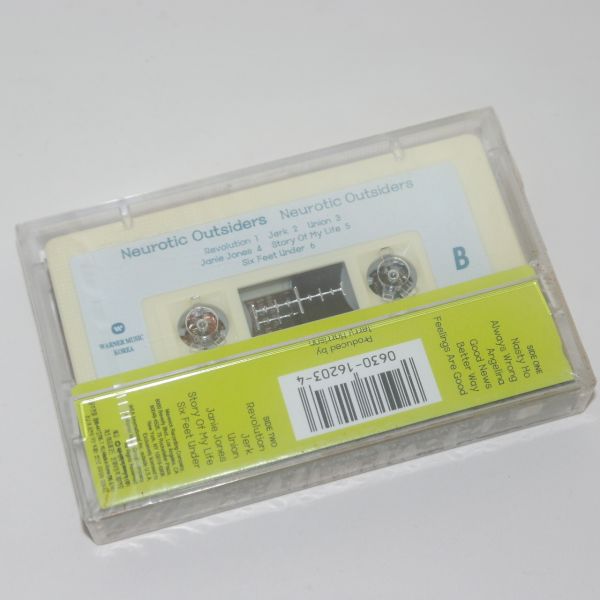 Neurotic Outsiders Neurotic Outsiders
Revolution 1 Jerk 2 Union 3
Janie Jones 4 Story Of My Life 5
Six Feet Under 6
B
WARNER MUSIC
KOREA
SIDE ONE
Nasty Ho
Always Wrong
Angelina
Good News
Better Way
Feelings Are Good
0630-16203-4
Produced by
Jerry Harrison
SIDE TWO
Revolution
Jerk
Union
Janie Jones
Story Of My Life
Six Feet Under